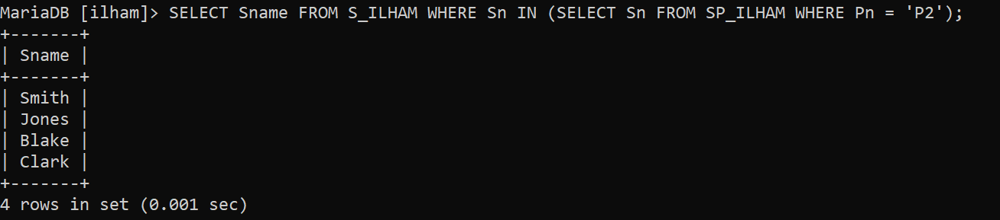 MariaDB [ilham]> SELECT Sname FROM S_ILHAM WHERE Sn IN (SELECT Sn FROM SP_ILHAM WHERE Pn = 'P2');
+-------+
| Sname |
+-------+
| Smith |
| Jones |
| Blake |
| Clark |
+-------+
4 rows in set (0.001 sec)